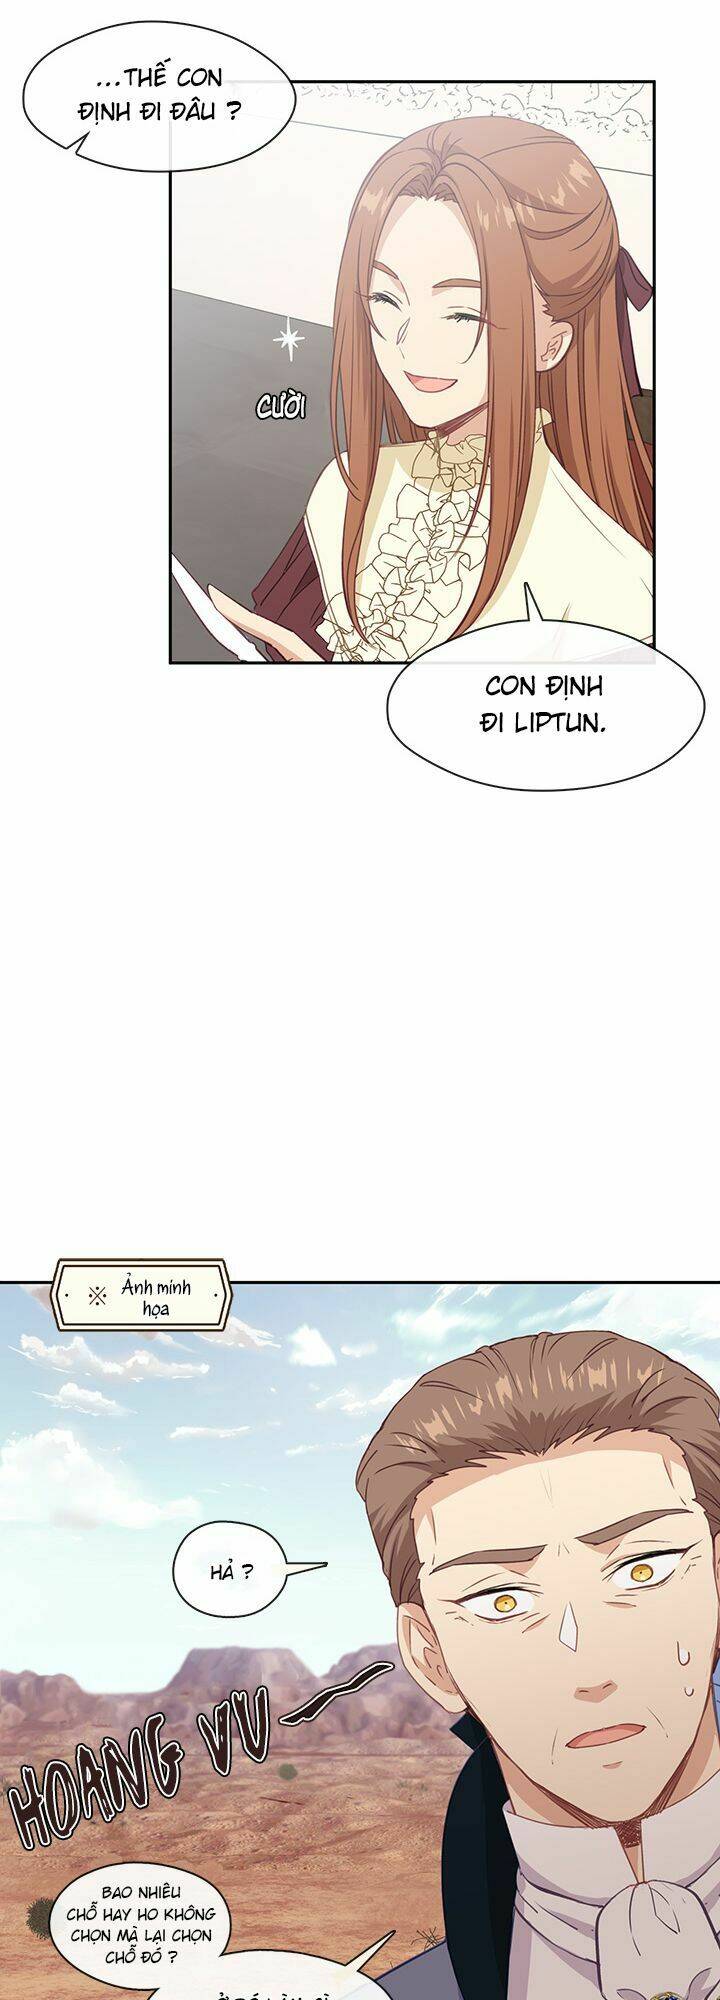 ...THẾ CON
ĐỊNH ĐI ĐÂU ?
CƯỜI
CON ĐỊNH
ĐI LIPTUN.
※ Ảnh minh
họa
HẢ ?
HOANG VU
BAO NHIÊU
CHỖ HAY HO KHÔNG
CHỌN MÀ LẠI CHỌN
CHỖ ĐÓ ?